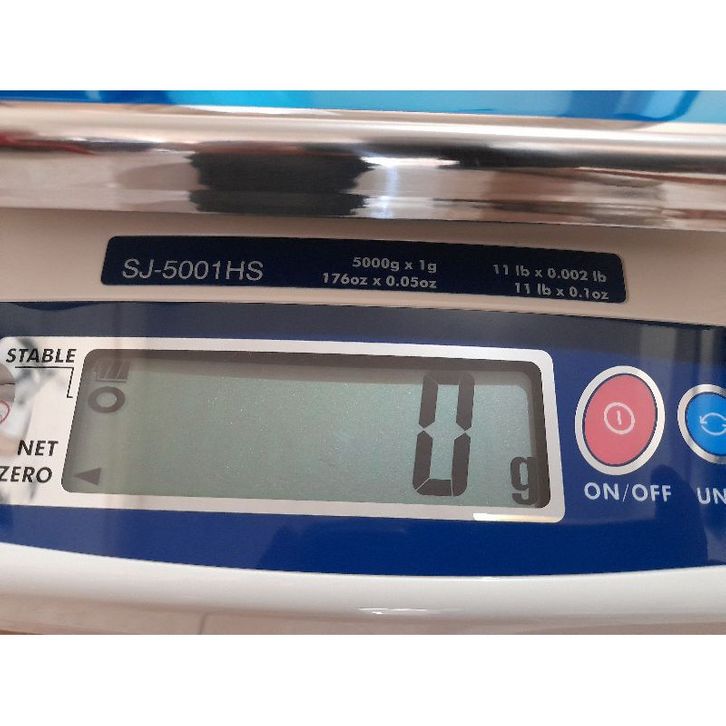 SJ-5001HS
5000g x 1g
176oz x 0.05oz
11 lb x 0.002 lb
11 lb x 0.1oz
STABLE
NET
ZERO
0 g
ON/OFF
UN